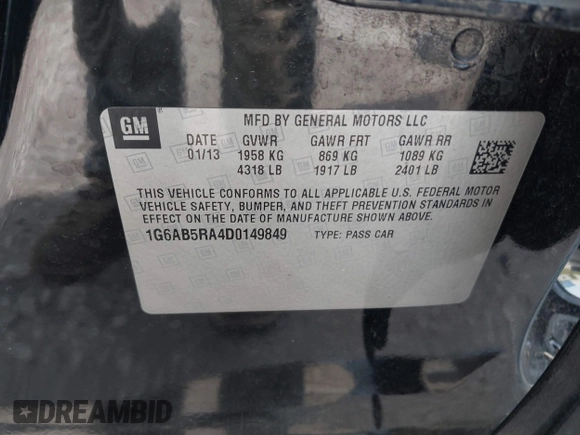 GM
MFD BY GENERAL MOTORS LLC
DATE GVWR GAWR FRT GAWR RR
01/13 1958 KG 869 KG 1089 KG
4318 LB 1917 LB 2401 LB
THIS VEHICLE CONFORMS TO ALL APPLICABLE U.S. FEDERAL MOTOR
VEHICLE SAFETY, BUMPER, AND THEFT PREVENTION STANDARDS IN
EFFECT ON THE DATE OF MANUFACTURE SHOWN ABOVE.
1G6AB5RA4D0149849 TYPE: PASS CAR
DREAMBID